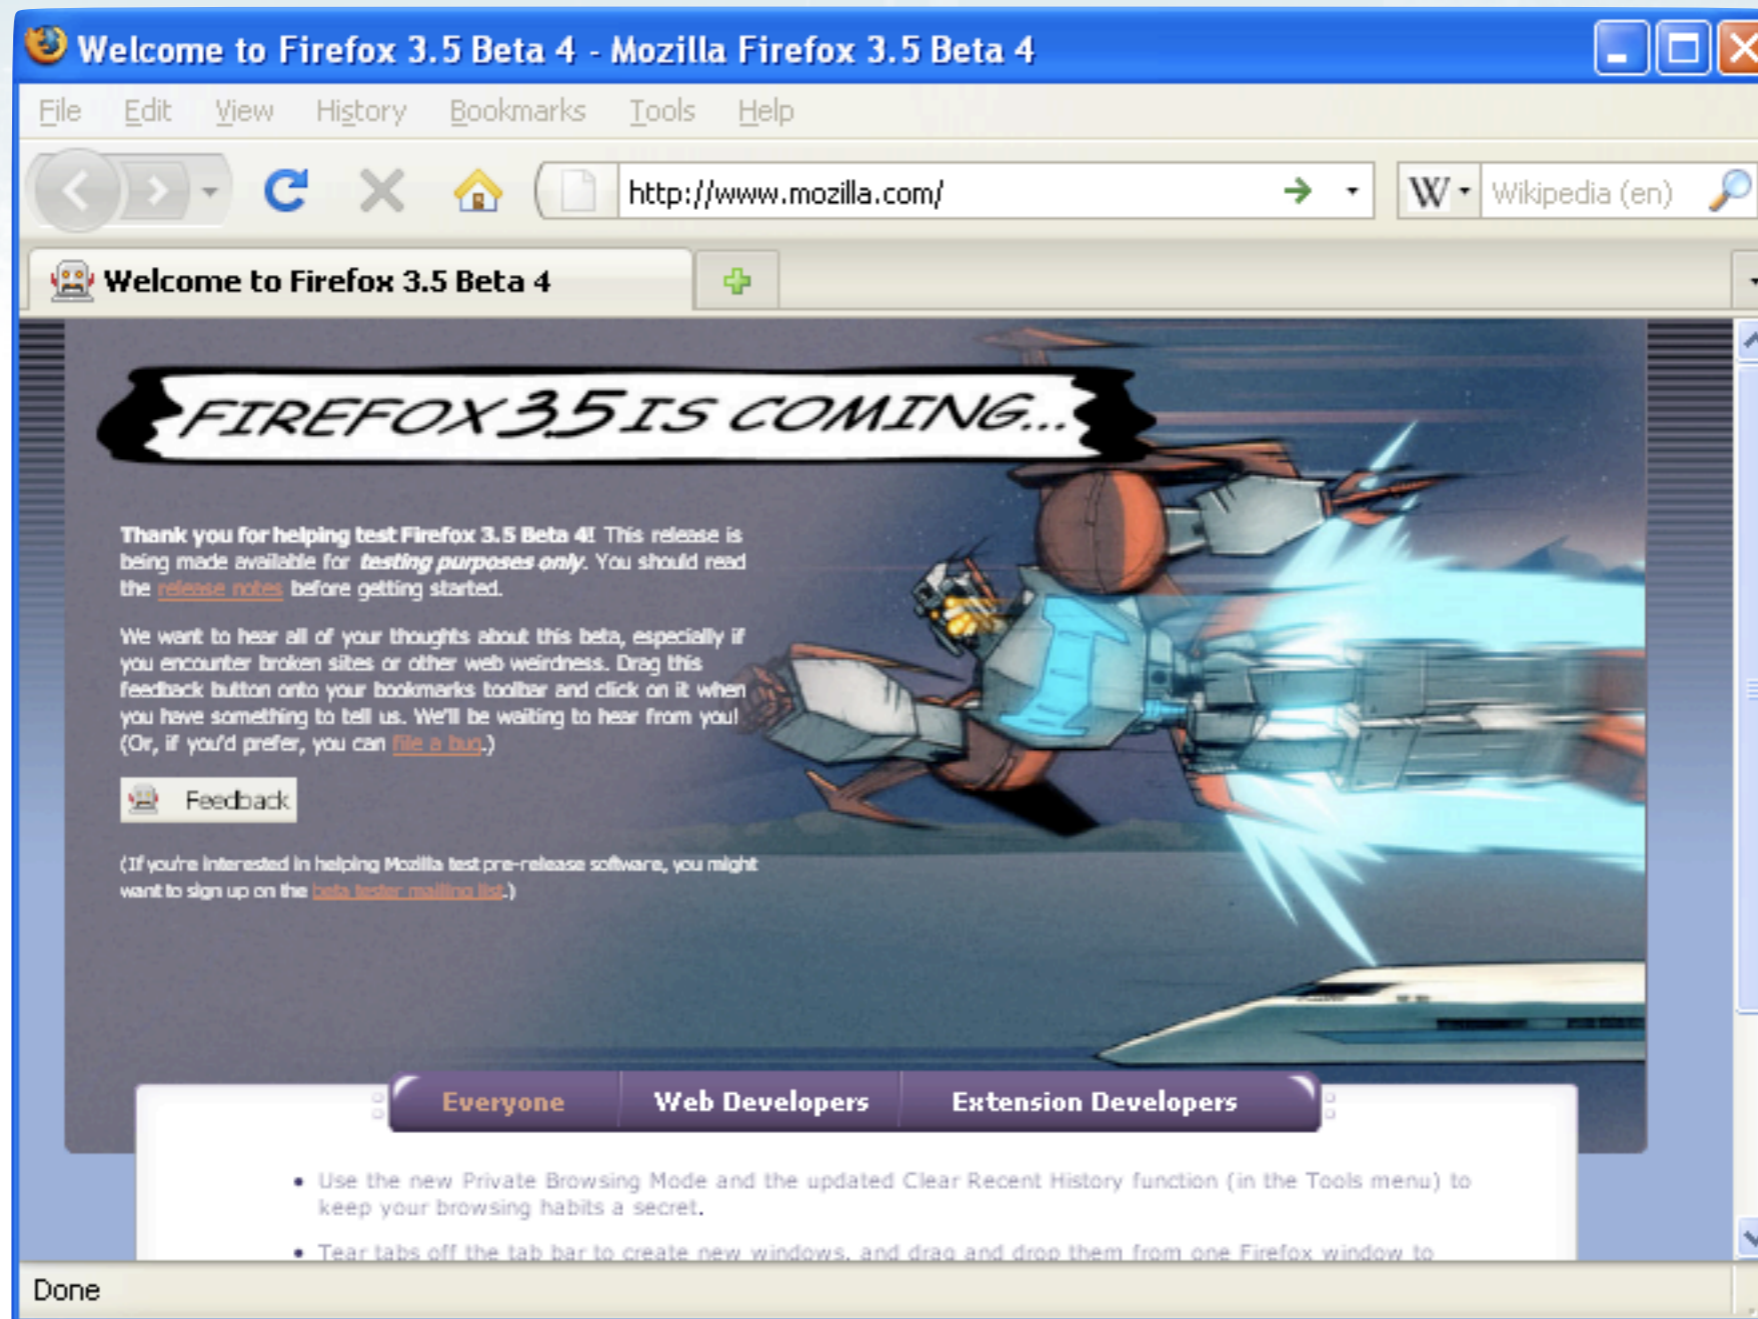 Welcome to Firefox 3.5 Beta 4 - Mozilla Firefox 3.5 Beta 4
File Edit View History Bookmarks Tools Help
http://www.mozilla.com/ W Wikipedia (en)
Welcome to Firefox 3.5 Beta 4
FIREFOX 3.5 IS COMING...
Thank you for helping test Firefox 3.5 Beta 4! This release is
being made available for testing purposes only. You should read
the release notes before getting started.
We want to hear all of your thoughts about this beta, especially if
you encounter broken sites or other web weirdness. Drag this
feedback button onto your bookmarks toolbar and click on it when
you have something to tell us. We'll be waiting to hear from you!
(Or, if you'd prefer, you can file a bug.)
Feedback
(If you're interested in helping Mozilla test pre-release software, you might
want to sign up on the beta tester mailing list.)
Everyone Web Developers Extension Developers
• Use the new Private Browsing Mode and the updated Clear Recent History function (in the Tools menu) to
keep your browsing habits a secret.
• Tear tabs off the tab bar to create new windows, and drag and drop them from one Firefox window to
Done